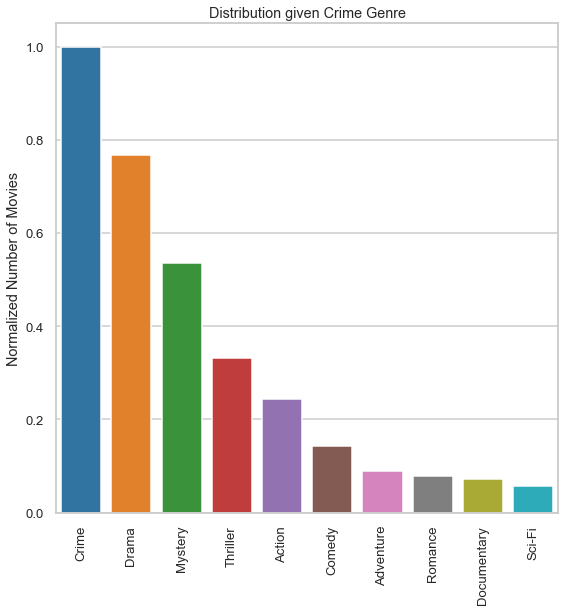 Distribution given Crime Genre
Normalized Number of Movies
1.0
0.8
0.6
0.4
0.2
0.0
Crime
Drama
Mystery
Thriller
Action
Comedy
Adventure
Romance
Documentary
Sci-Fi